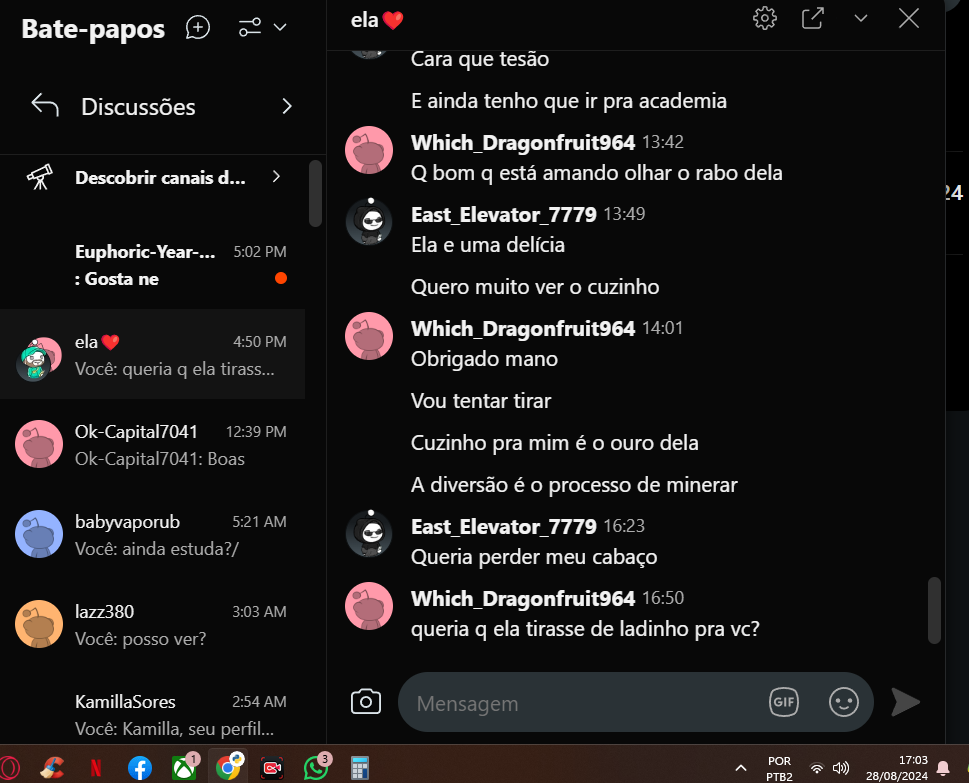 Bate-papos
Discussões
Descobrir canais d...
Euphoric-Year-... 5:02 PM
: Gosta ne
ela❤️ 4:50 PM
Você: queria q ela tirass...
Ok-Capital7041 12:39 PM
Ok-Capital7041: Boas
babyvaporub 5:21 AM
Você: ainda estuda?/
lazz380 3:03 AM
Você: posso ver?
KamillaSores 2:54 AM
Você: Kamilla, seu perfil...
ela❤️
Cara que tesão
E ainda tenho que ir pra academia
Which_Dragonfruit964 13:42
Q bom q está amando olhar o rabo dela
East_Elevator_7779 13:49
Ela e uma delícia
Quero muito ver o cuzinho
Which_Dragonfruit964 14:01
Obrigado mano
Vou tentar tirar
Cuzinho pra mim é o ouro dela
A diversão é o processo de minerar
East_Elevator_7779 16:23
Queria perder meu cabaço
Which_Dragonfruit964 16:50
queria q ela tirasse de ladinho pra vc?
Mensagem
GIF
24
1
3
POR
PTB2
17:03
28/08/2024